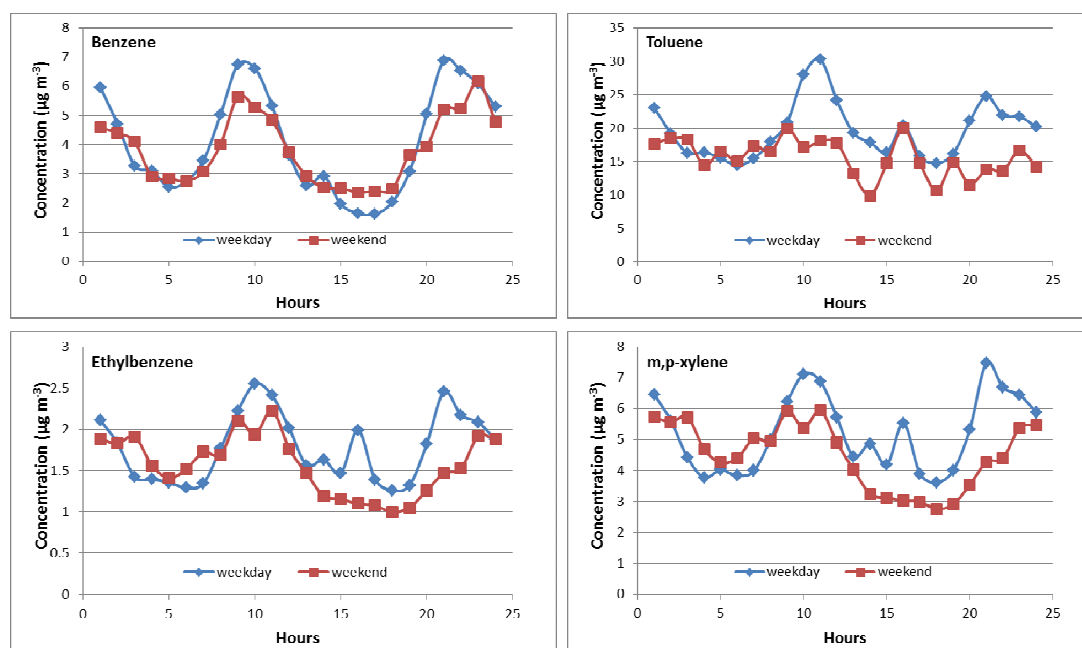 Benzene
Concentration (µg m-3)
8
7
6
5
4
3
2
1
0
weekday
weekend
0 5 10 15 20 25
Hours
Toluene
Concentration (µg m-3)
35
30
25
20
15
10
5
0
weekday
weekend
0 5 10 15 20 25
Hours
Ethylbenzene
Concentration (µg m-3)
3
2.5
2
1.5
1
0.5
0
weekday
weekend
0 5 10 15 20 25
Hours
m,p-xylene
Concentration (µg m-3)
8
7
6
5
4
3
2
1
0
weekday
weekend
0 5 10 15 20 25
Hours